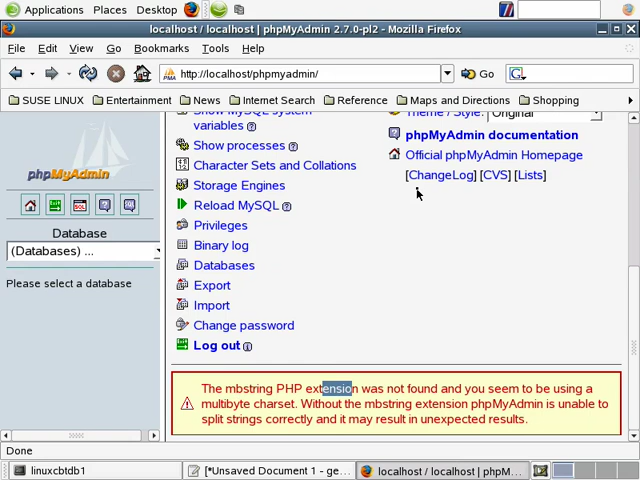 Applications Places Desktop
localhost / localhost | phpMyAdmin 2.7.0-pl2 - Mozilla Firefox
File Edit View Go Bookmarks Tools Help
http://localhost/phpmyadmin/ Go
SUSE LINUX Entertainment News Internet Search Reference Maps and Directions Shopping
phpMyAdmin
Database
(Databases) ...
Please select a database
Show MySQL system
variables
Show processes
Character Sets and Collations
Storage Engines
Reload MySQL
Privileges
Binary log
Databases
Export
Import
Change password
Log out
Theme / Style: Original
phpMyAdmin documentation
Official phpMyAdmin Homepage
[ChangeLog] [CVS] [Lists]
The mbstring PHP extension was not found and you seem to be using a
multibyte charset. Without the mbstring extension phpMyAdmin is unable to
split strings correctly and it may result in unexpected results.
Done
linuxcbtdb1 [*Unsaved Document 1 - ge... localhost / localhost | phpM...